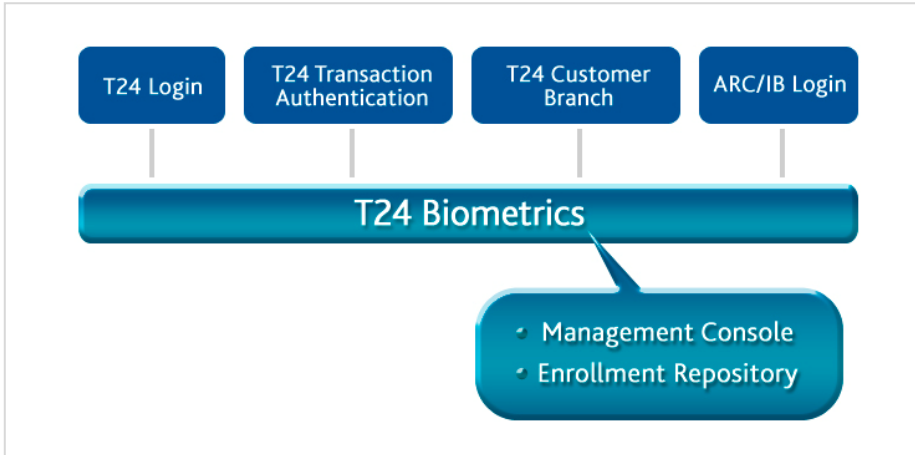 T24 Login
T24 Transaction
Authentication
T24 Customer
Branch
ARC/IB Login
T24 Biometrics
Management Console
Enrollment Repository